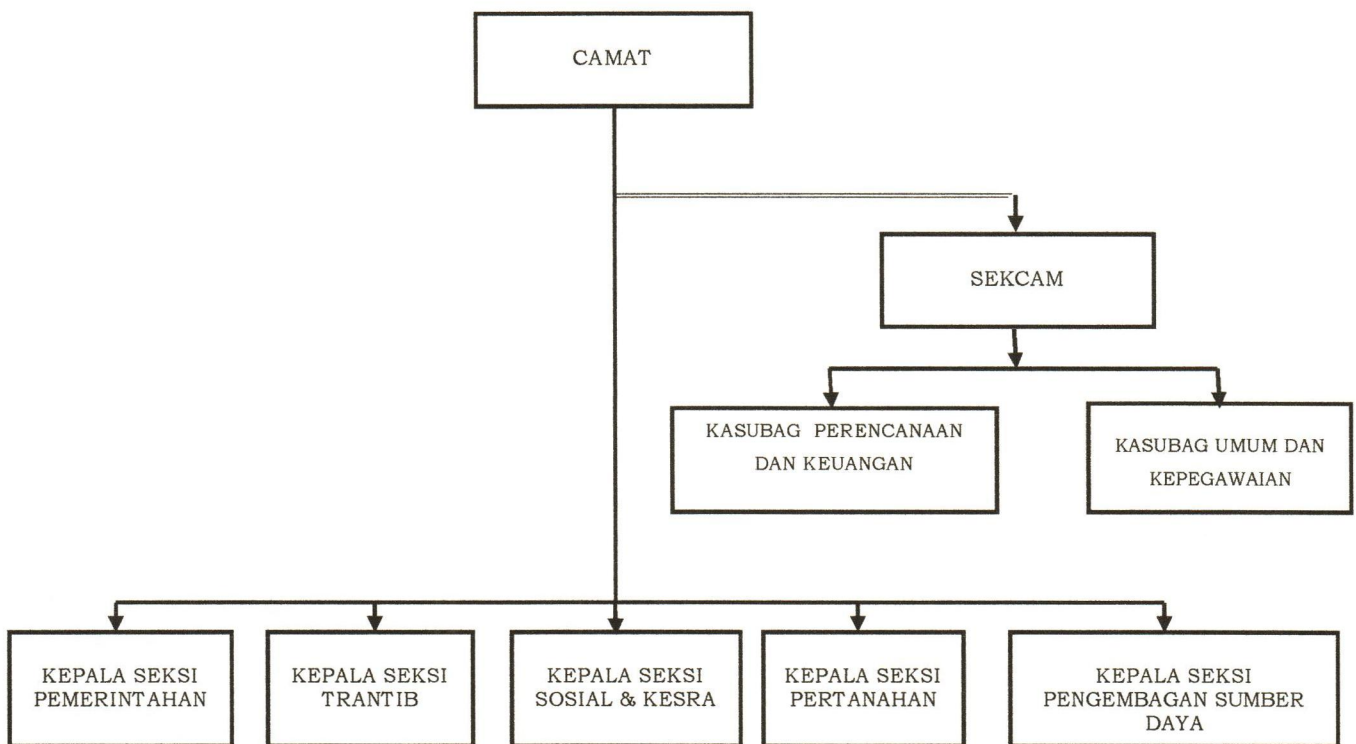 CAMAT
SEKCAM
KASUBAG PERENCANAAN
DAN KEUANGAN
KASUBAG UMUM DAN
KEPEGAWAIAN
KEPALA SEKSI
PEMERINTAHAN
KEPALA SEKSI
TRANTIB
KEPALA SEKSI
SOSIAL & KESRA
KEPALA SEKSI
PERTANAHAN
KEPALA SEKSI
PENGEMBAGAN SUMBER
DAYA